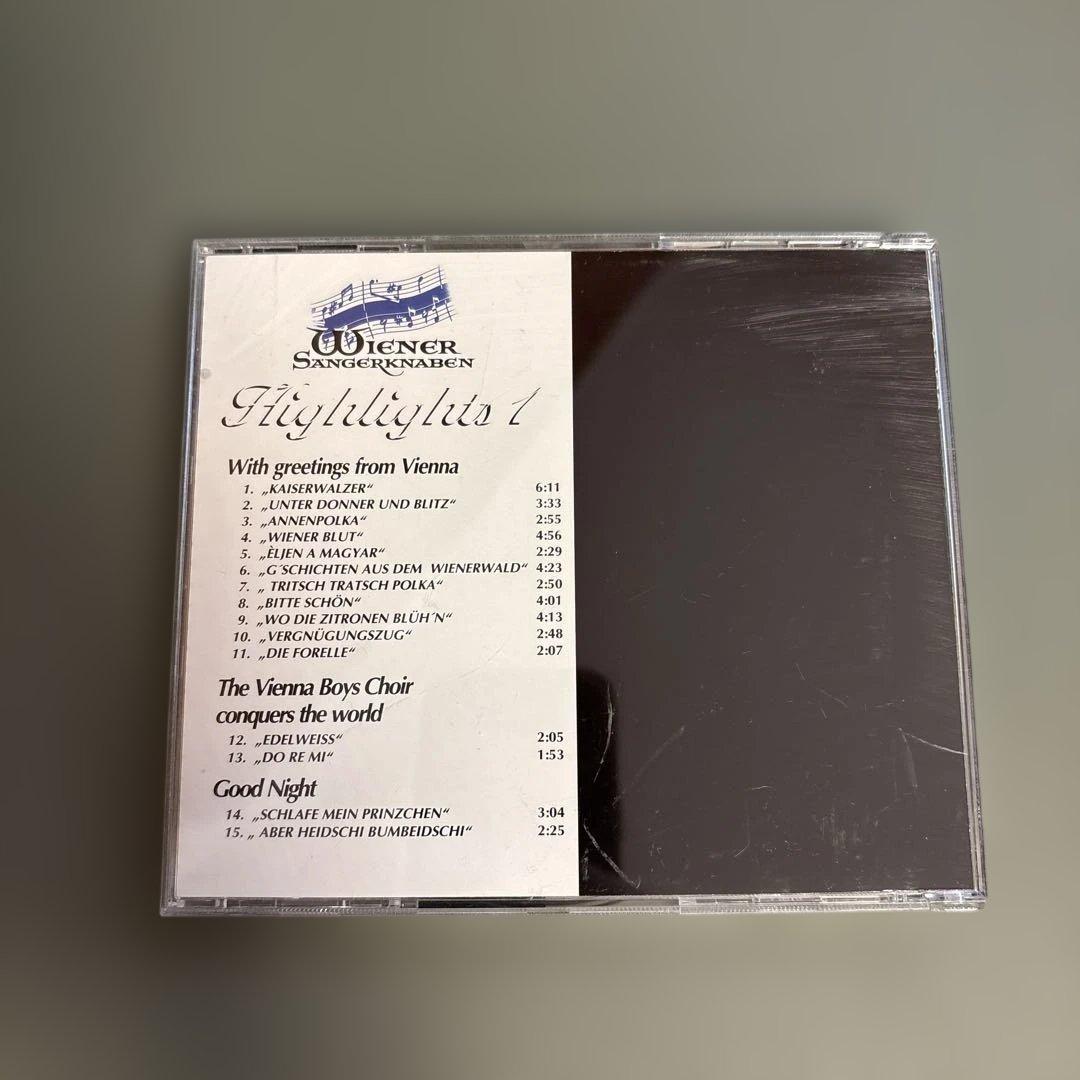 WIENER
SÄNGERKNABEN
Highlights 1
With greetings from Vienna
1. „KAISERWALZER“ 6:11
2. „UNTER DONNER UND BLITZ“ 3:33
3. „ANNENPOLKA“ 2:55
4. „WIENER BLUT“ 4:56
5. „ÈLJEN A MAGYAR“ 2:29
6. „G´SCHICHTEN AUS DEM WIENERWALD“ 4:23
7. „ TRITSCH TRATSCH POLKA“ 2:50
8. „BITTE SCHÖN“ 4:01
9. „WO DIE ZITRONEN BLÜH´N“ 4:13
10. „VERGNÜGUNGSZUG“ 2:48
11. „DIE FORELLE“ 2:07
The Vienna Boys Choir
conquers the world
12. „EDELWEISS“ 2:05
13. „DO RE MI“ 1:53
Good Night
14. „SCHLAFE MEIN PRINZCHEN“ 3:04
15. „ ABER HEIDSCHI BUMBEIDSCHI“ 2:25